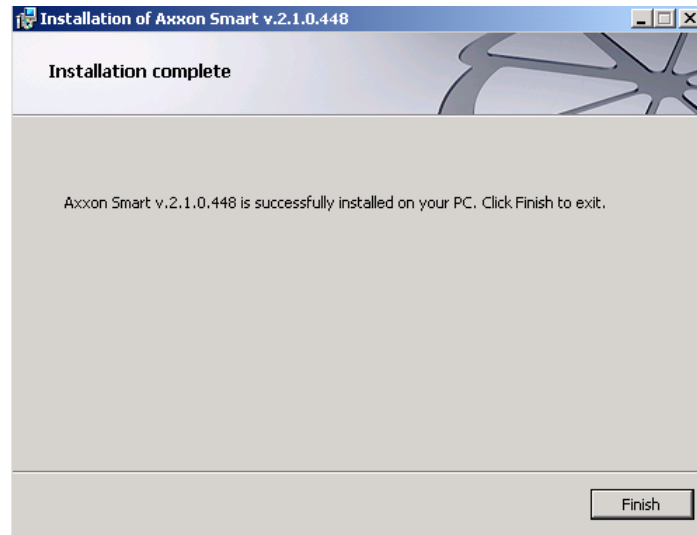 Installation of Axxon Smart v.2.1.0.448
Installation complete
Axxon Smart v.2.1.0.448 is successfully installed on your PC. Click Finish to exit.
Finish